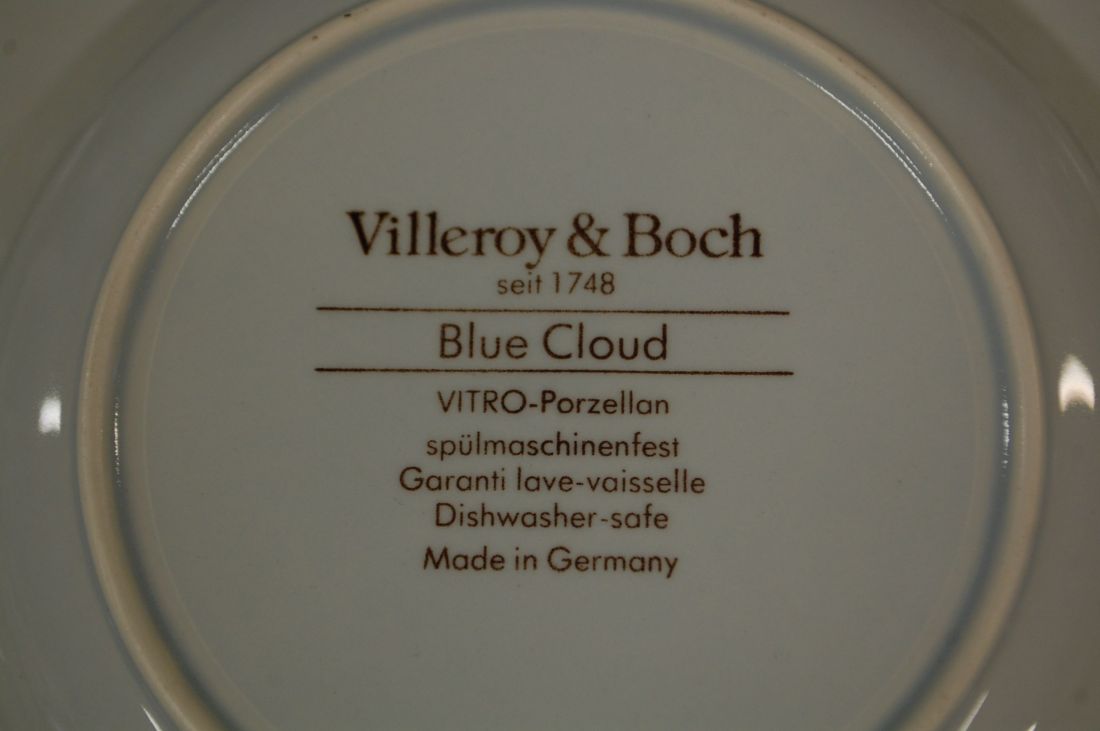 Villeroy & Boch
seit 1748
Blue Cloud
VITRO-Porzellan
spülmaschinenfest
Garanti lave-vaisselle
Dishwasher-safe
Made in Germany